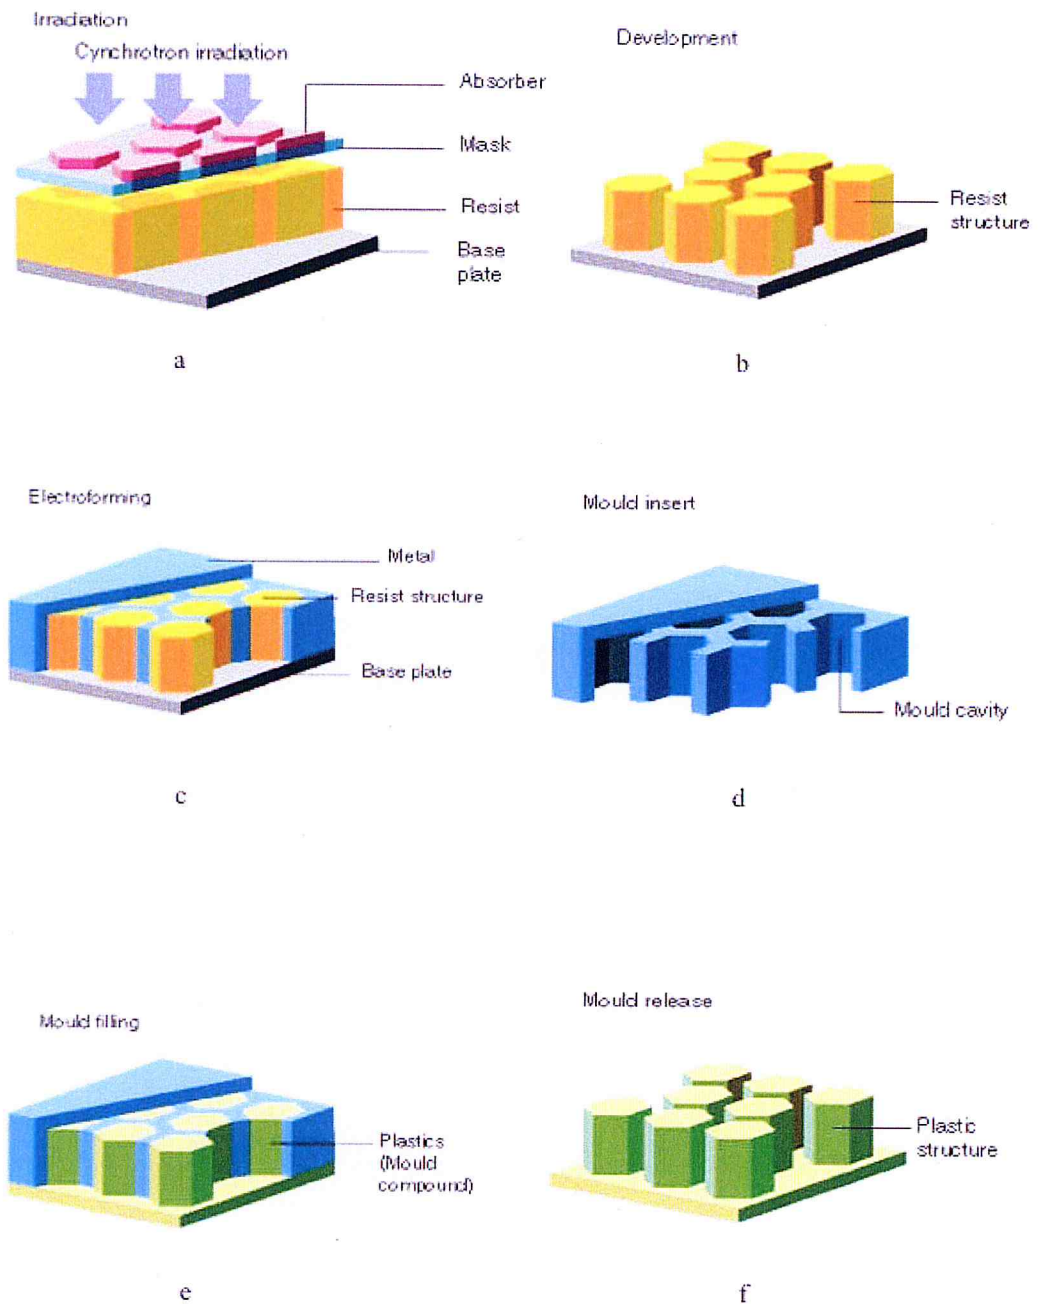 Irradiation
Cynchrotron irradiation
Absorber
Mask
Resist
Base
plate
a
Development
Resist
structure
b
Electroforming
Metal
Resist structure
Base plate
c
Mould insert
Mould cavity
d
Mould filling
Plastics
(Mould
compound)
e
Mould release
Plastic
structure
f